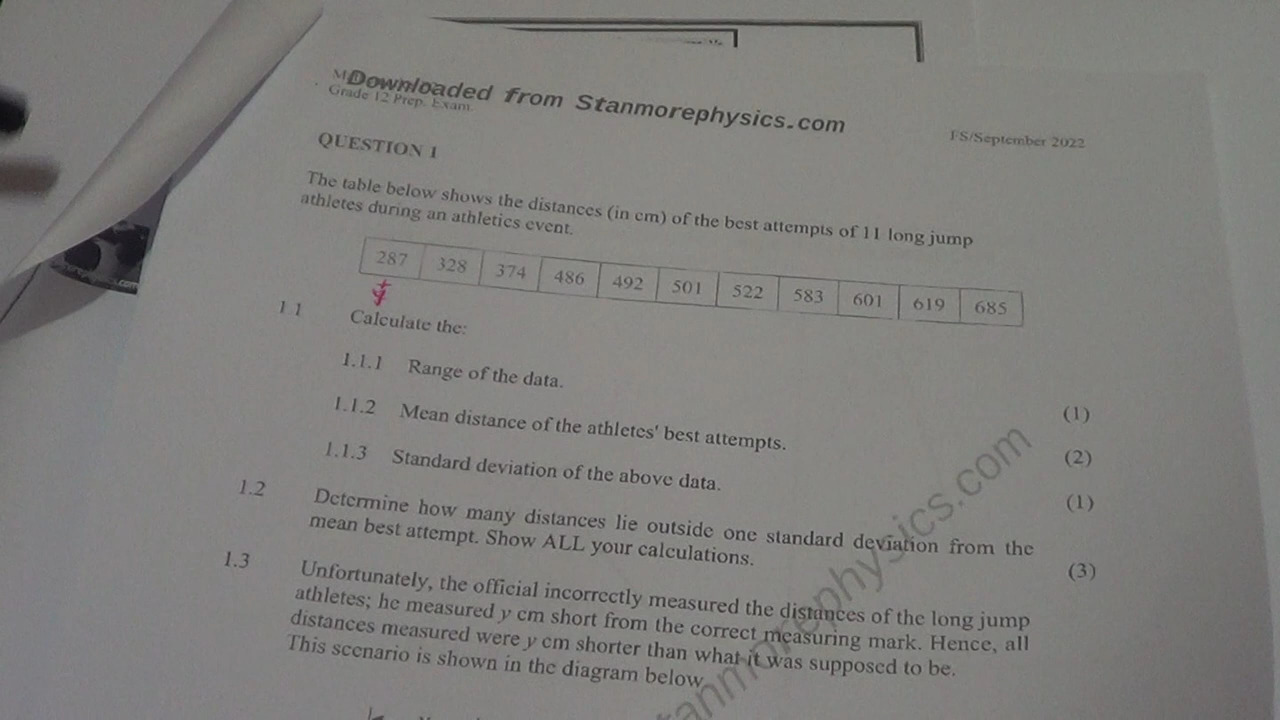 Downloaded from Stanmorephysics.com
Grade 12 Prep. Exam.
FS/September 2022
QUESTION 1
The table below shows the distances (in cm) of the best attempts of 11 long jump
athletes during an athletics event.
287 328 374 486 492 501 522 583 601 619 685
1.1 Calculate the:
1.1.1 Range of the data.
(1)
1.1.2 Mean distance of the athletes' best attempts.
(2)
1.1.3 Standard deviation of the above data.
(1)
1.2 Determine how many distances lie outside one standard deviation from the
mean best attempt. Show ALL your calculations.
(3)
1.3 Unfortunately, the official incorrectly measured the distances of the long jump
athletes; he measured y cm short from the correct measuring mark. Hence, all
distances measured were y cm shorter than what it was supposed to be.
This scenario is shown in the diagram below
tanmorephysics.com